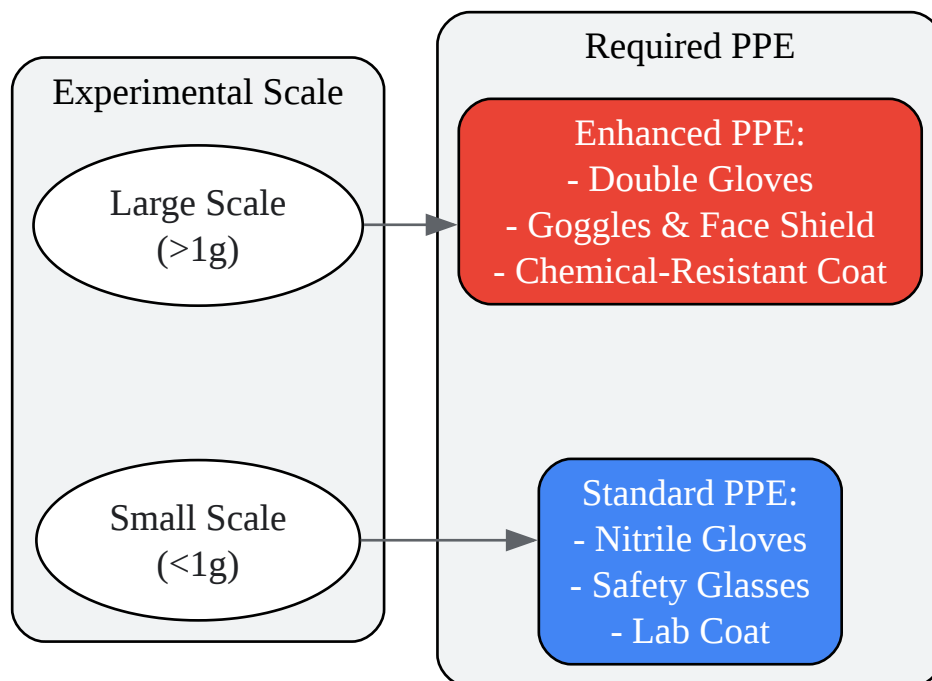 Experimental Scale
Large Scale
(>1g)
Small Scale
(<1g)
Required PPE
Enhanced PPE:
- Double Gloves
- Goggles & Face Shield
- Chemical-Resistant Coat
Standard PPE:
- Nitrile Gloves
- Safety Glasses
- Lab Coat